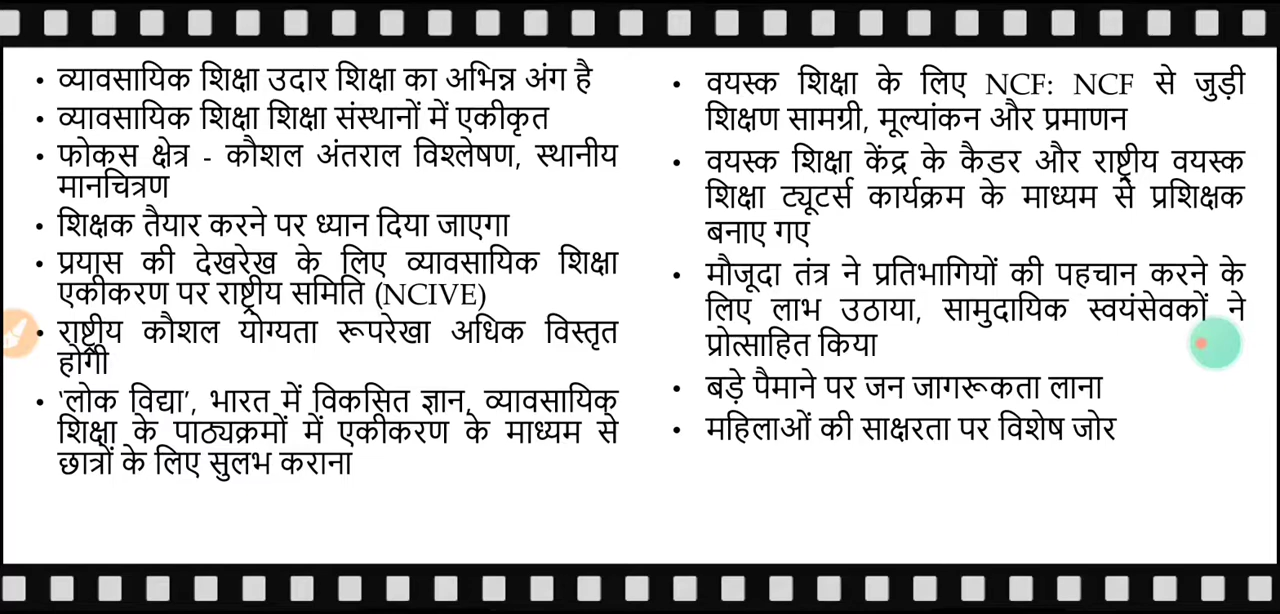 • व्यावसायिक शिक्षा उदार शिक्षा का अभिन्न अंग है
• व्यावसायिक शिक्षा शिक्षा संस्थानों में एकीकृत
• फोकस क्षेत्र - कौशल अंतराल विश्लेषण, स्थानीय
मानचित्रण
• शिक्षक तैयार करने पर ध्यान दिया जाएगा
• प्रयास की देखरेख के लिए व्यावसायिक शिक्षा
एकीकरण पर राष्ट्रीय समिति (NCIVE)
• राष्ट्रीय कौशल योग्यता रूपरेखा अधिक विस्तृत
होगी
• 'लोक विद्या', भारत में विकसित ज्ञान, व्यावसायिक
शिक्षा के पाठ्यक्रमों में एकीकरण के माध्यम से
छात्रों के लिए सुलभ कराना
• वयस्क शिक्षा के लिए NCF: NCF से जुड़ी
शिक्षण सामग्री, मूल्यांकन और प्रमाणन
• वयस्क शिक्षा केंद्र के कैडर और राष्ट्रीय वयस्क
शिक्षा ट्यूटर्स कार्यक्रम के माध्यम से प्रशिक्षक
बनाए गए
• मौजूदा तंत्र ने प्रतिभागियों की पहचान करने के
लिए लाभ उठाया, सामुदायिक स्वयंसेवकों ने
प्रोत्साहित किया
• बड़े पैमाने पर जन जागरूकता लाना
• महिलाओं की साक्षरता पर विशेष जोर